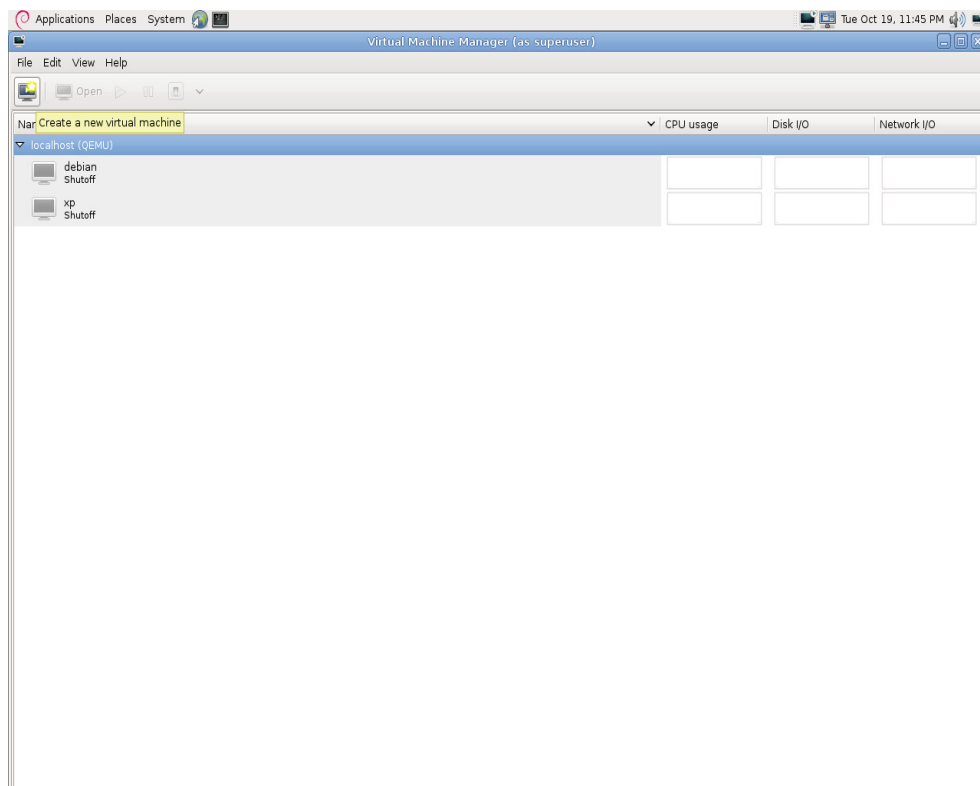 Applications Places System Tue Oct 19, 11:45 PM
Virtual Machine Manager (as superuser)
File Edit View Help
Open
Nar Create a new virtual machine CPU usage Disk I/O Network I/O
localhost (QEMU)
debian
Shutoff
xp
Shutoff